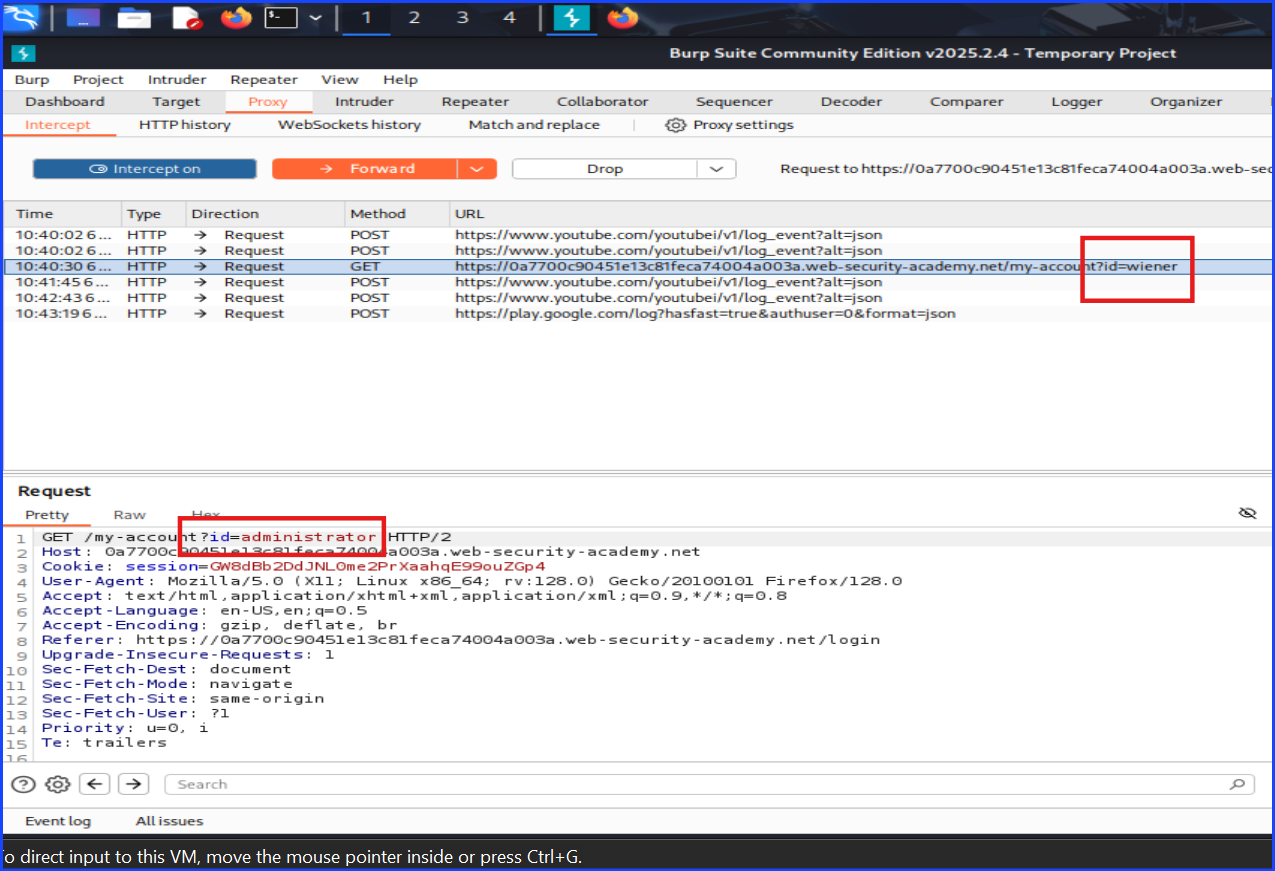 1 2 3 4
Burp Suite Community Edition v2025.2.4 - Temporary Project
Burp Project Intruder Repeater View Help
Dashboard Target Proxy Intruder Repeater Collaborator Sequencer Decoder Comparer Logger Organizer
Intercept HTTP history WebSockets history Match and replace Proxy settings
Intercept on Forward Drop Request to https://0a7700c90451e13c81feca74004a003a.web-sec
Time Type Direction Method URL
10:40:02 6 ... HTTP → Request POST https://www.youtube.com/youtubei/v1/log_event?alt=json
10:40:02 6 ... HTTP → Request POST https://www.youtube.com/youtubei/v1/log_event?alt=json
10:40:30 6 ... HTTP → Request GET https://0a7700c90451e13c81feca74004a003a.web-security-academy.net/my-account?id=wiener
10:41:45 6 ... HTTP → Request POST https://www.youtube.com/youtubei/v1/log_event?alt=json
10:42:43 6 ... HTTP → Request POST https://www.youtube.com/youtubei/v1/log_event?alt=json
10:43:19 6 ... HTTP → Request POST https://play.google.com/log?hasfast=true&authuser=0&format=json
Request
Pretty Raw Hex
1 GET /my-account?id=administrator HTTP/2
2 Host: 0a7700c90451e13c81feca74004a003a.web-security-academy.net
3 Cookie: session=GW8dBb2DdJNL0me2PrXaahqE99ouZGp4
4 User-Agent: Mozilla/5.0 (X11; Linux x86_64; rv:128.0) Gecko/20100101 Firefox/128.0
5 Accept: text/html,application/xhtml+xml,application/xml;q=0.9,*/*;q=0.8
6 Accept-Language: en-US,en;q=0.5
7 Accept-Encoding: gzip, deflate, br
8 Referer: https://0a7700c90451e13c81feca74004a003a.web-security-academy.net/login
9 Upgrade-Insecure-Requests: 1
10 Sec-Fetch-Dest: document
11 Sec-Fetch-Mode: navigate
12 Sec-Fetch-Site: same-origin
13 Sec-Fetch-User: ?1
14 Priority: u=0, i
15 Te: trailers
16
Search
Event log All issues
To direct input to this VM, move the mouse pointer inside or press Ctrl+G.